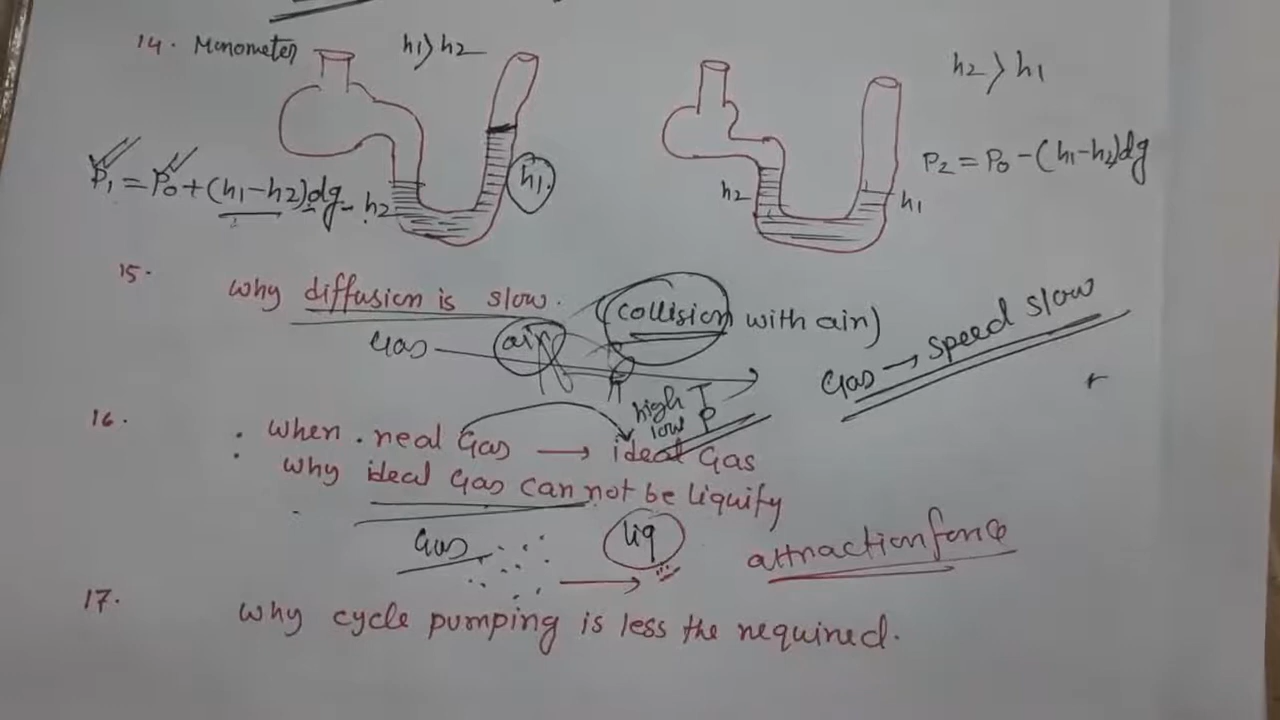 14. Manometer h1>h2
h2 > h1
P1 = P0 + (h1-h2)dg
h2
h1
P2 = P0 - (h1-h2)dg
h2
h1
15. why diffusion is slow.
(collision with air)
Gas air
Gas → speed slow
high T
low P
16. : when . real Gas → ideal Gas
: why ideal Gas can not be liquify
Gas liq
attraction force
17. why cycle pumping is less the required.